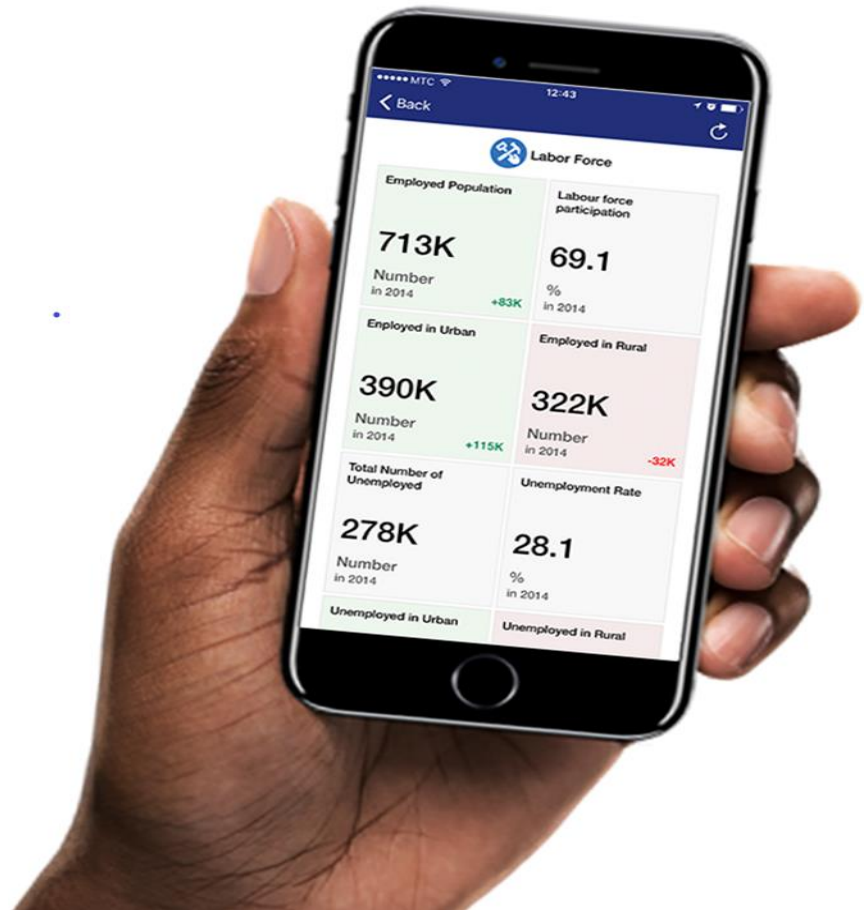 MTC
12:43
Back
Labor Force
Employed Population
713K
Number
in 2014
+83K
Labour force
participation
69.1
%
in 2014
Enployed in Urban
390K
Number
in 2014
+115K
Employed in Rural
322K
Number
in 2014
-32K
Total Number of
Unemployed
278K
Number
in 2014
Unemployment Rate
28.1
%
in 2014
Unemployed in Urban
Unemployed in Rural